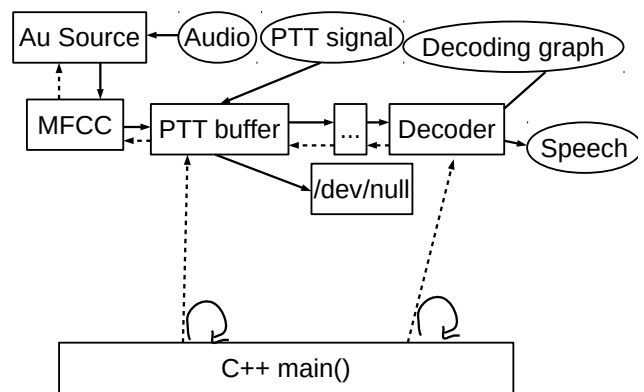 Au Source
Audio
PTT signal
Decoding graph
MFCC
PTT buffer
...
Decoder
Speech
/dev/null
C++ main()